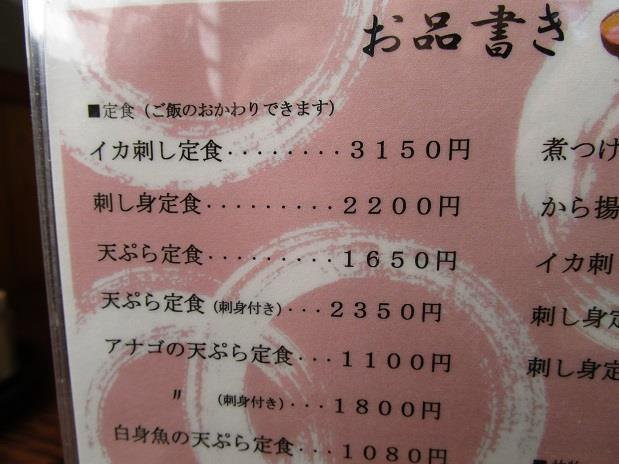 お品書き
■定食（ご飯のおかわりできます）
イカ刺し定食・・・・・・・・・３１５０円
刺し身定食・・・・・・・・・・２２００円
天ぷら定食・・・・・・・・・・１６５０円
天ぷら定食（刺身付き）・・・２３５０円
アナゴの天ぷら定食・・・１１００円
〃　（刺身付き）・・・１８００円
白身魚の天ぷら定食・・・１０８０円
煮つけ
から揚
イカ刺
刺し身定
刺し身定